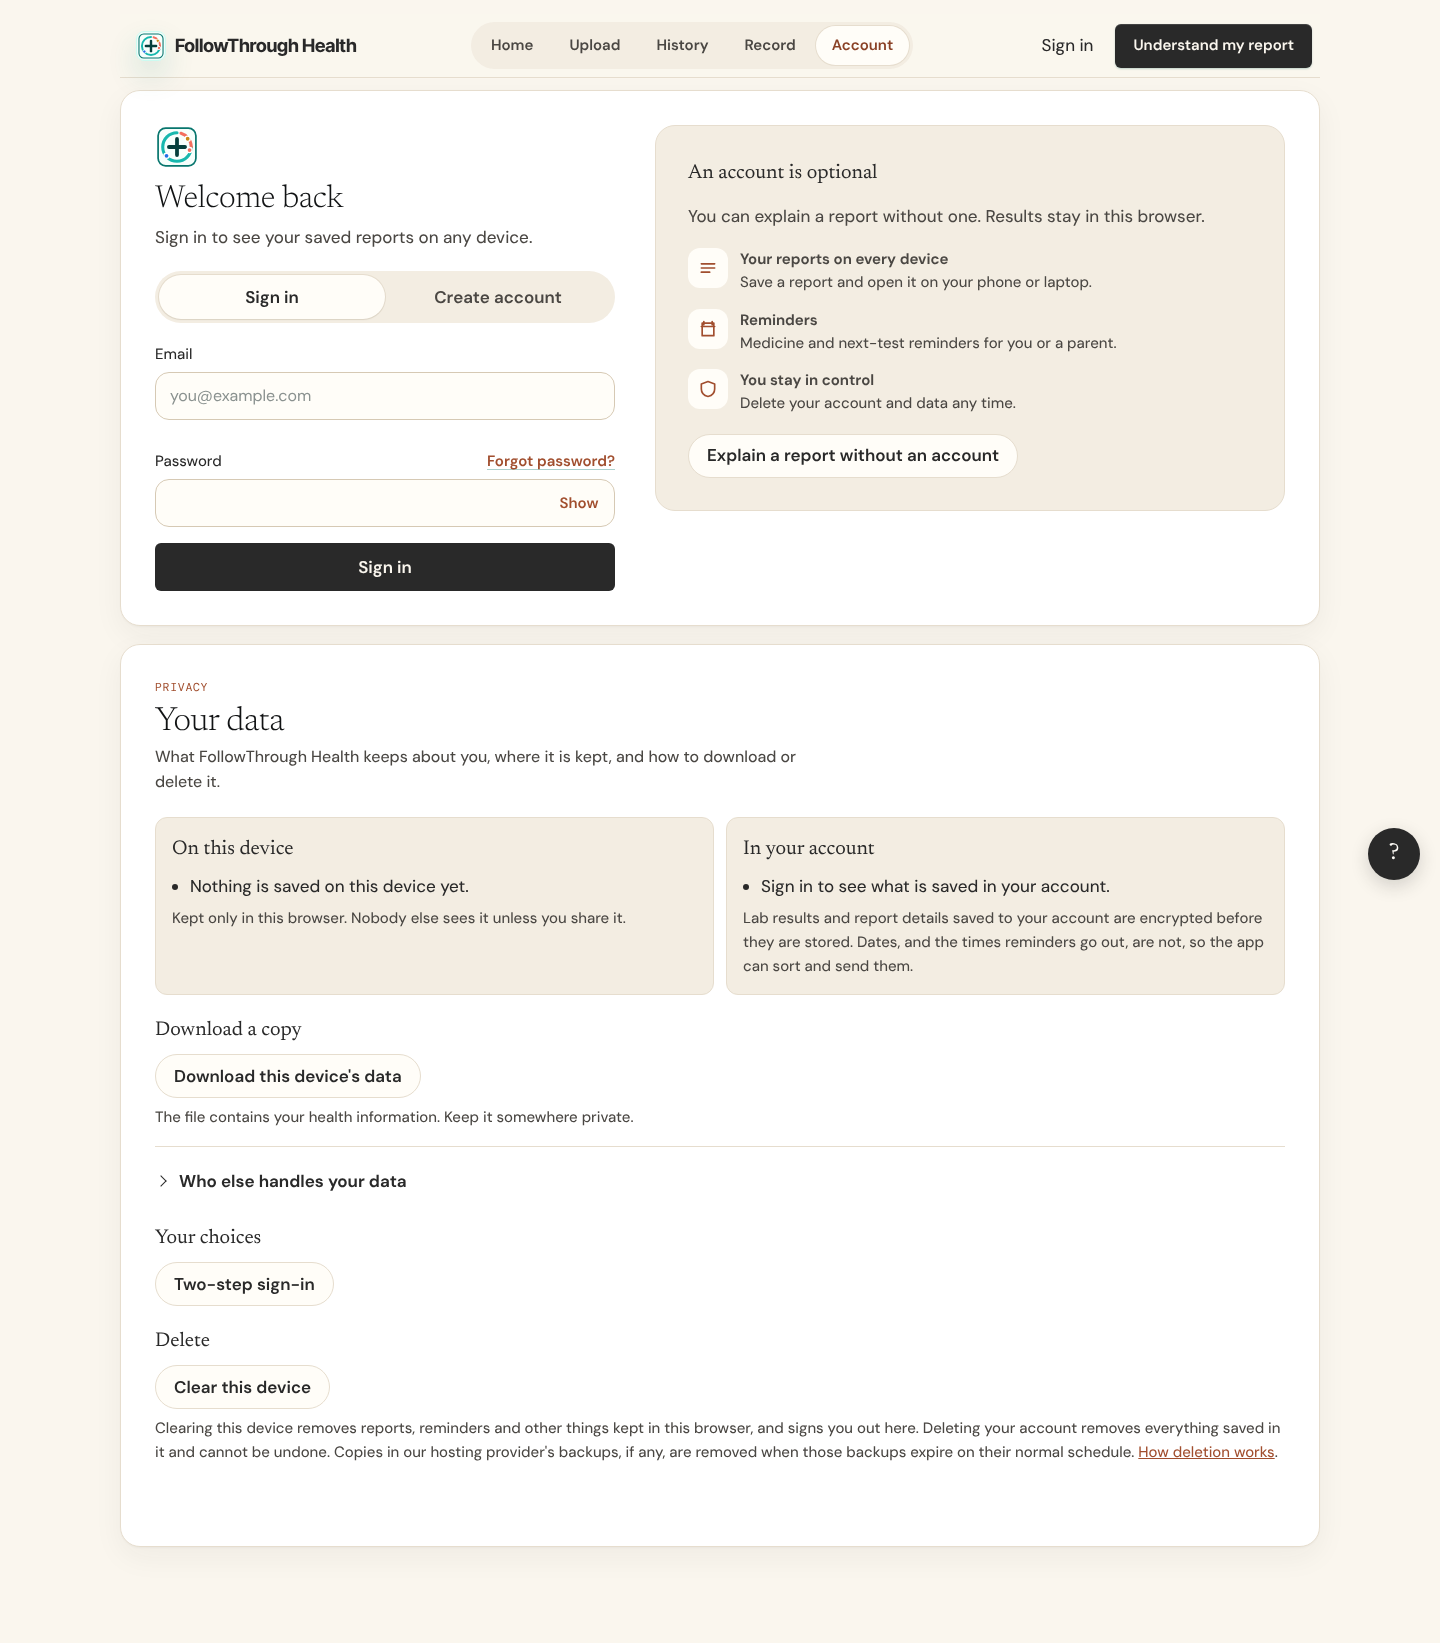 FollowThrough Health
Home
Upload
History
Record
Account
Sign in
Understand my report
Welcome back
Sign in to see your saved reports on any device.
Sign in
Create account
Email
you@example.com
Password
Forgot password?
Show
Sign in
An account is optional
You can explain a report without one. Results stay in this browser.
Your reports on every device
Save a report and open it on your phone or laptop.
Reminders
Medicine and next-test reminders for you or a parent.
You stay in control
Delete your account and data any time.
Explain a report without an account
PRIVACY
Your data
What FollowThrough Health keeps about you, where it is kept, and how to download or
delete it.
On this device
• Nothing is saved on this device yet.
Kept only in this browser. Nobody else sees it unless you share it.
In your account
• Sign in to see what is saved in your account.
Lab results and report details saved to your account are encrypted before
they are stored. Dates, and the times reminders go out, are not, so the app
can sort and send them.
?
Download a copy
Download this device's data
The file contains your health information. Keep it somewhere private.
Who else handles your data
Your choices
Two-step sign-in
Delete
Clear this device
Clearing this device removes reports, reminders and other things kept in this browser, and signs you out here. Deleting your account removes everything saved in
it and cannot be undone. Copies in our hosting provider's backups, if any, are removed when those backups expire on their normal schedule. How deletion works.